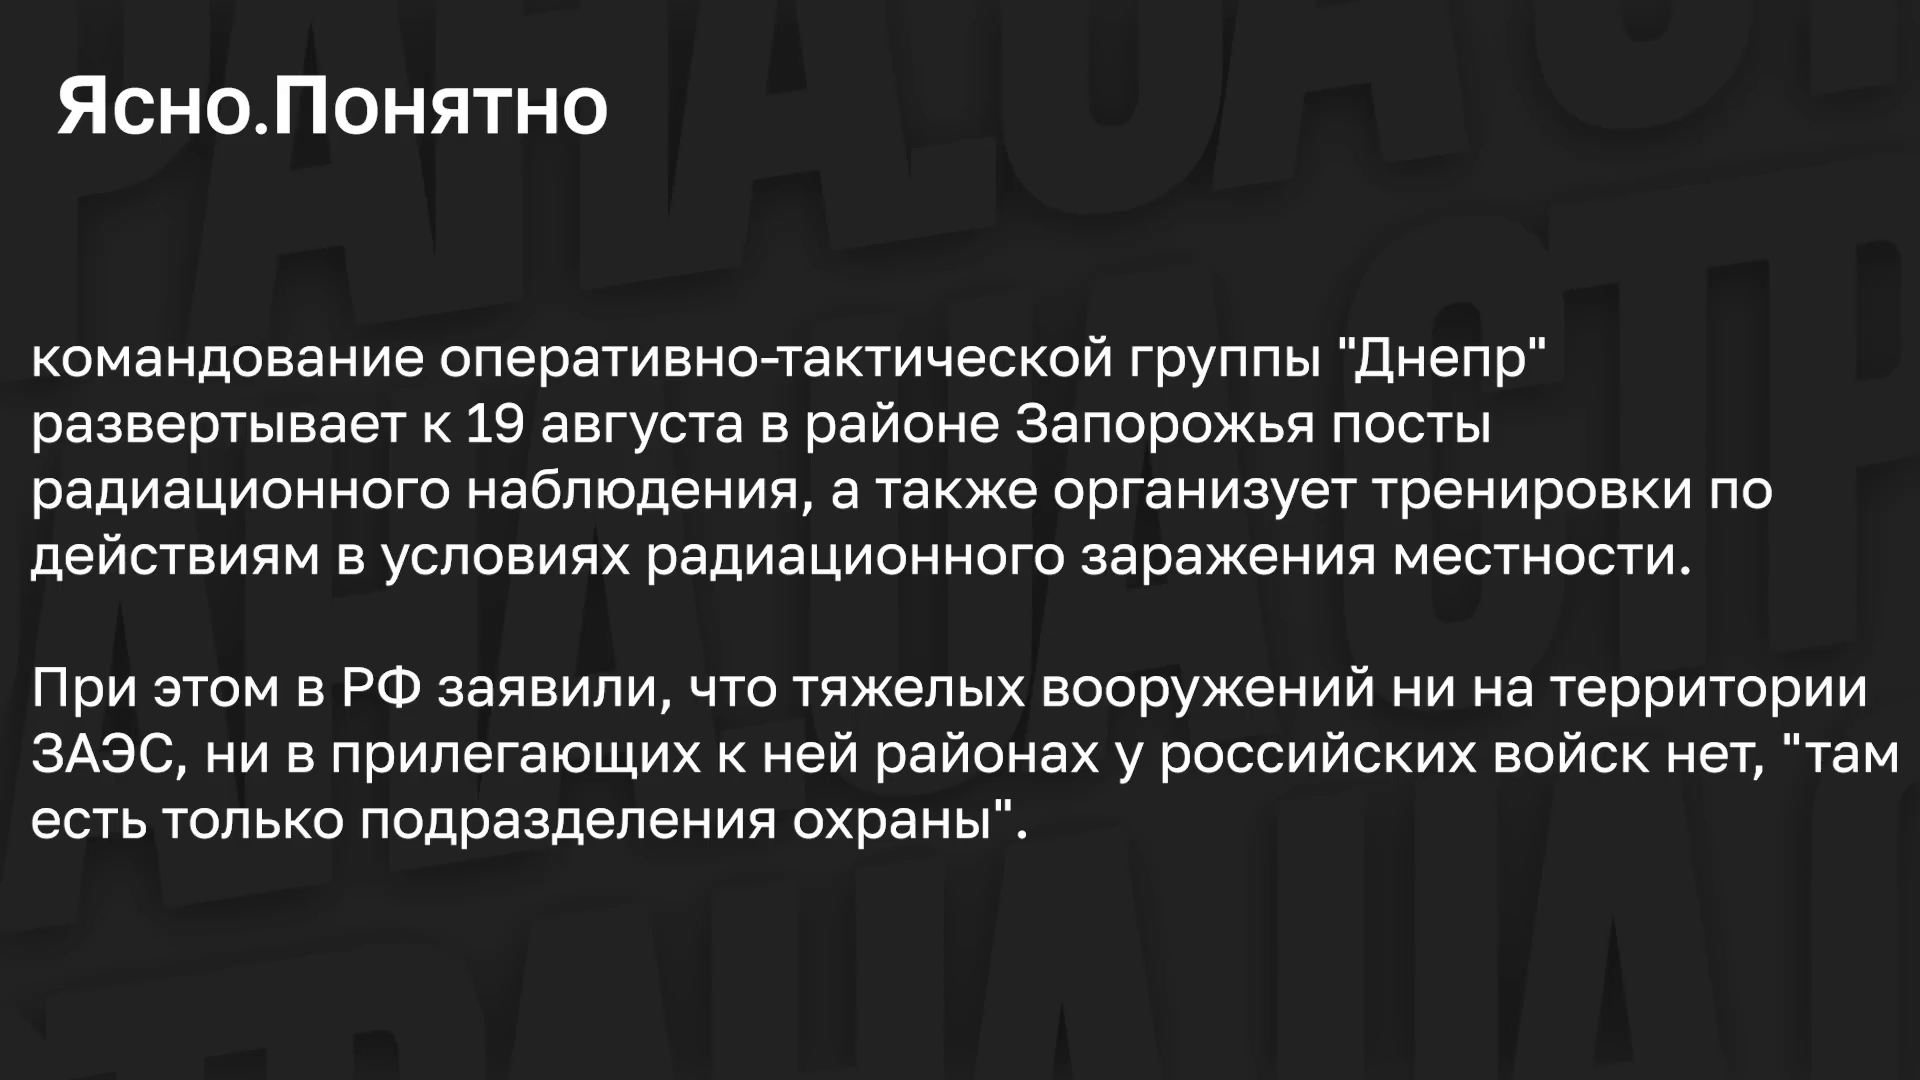 Ясно.Понятно
командование оперативно-тактической группы "Днепр"
развертывает к 19 августа в районе Запорожья посты
радиационного наблюдения, а также организует тренировки по
действиям в условиях радиационного заражения местности.
При этом в РФ заявили, что тяжелых вооружений ни на территории
ЗАЭС, ни в прилегающих к ней районах у российских войск нет, "там
есть только подразделения охраны".